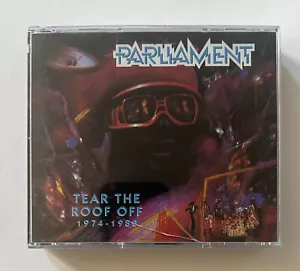 PARLIAMENT
TEAR THE
ROOF OFF
1974-1980